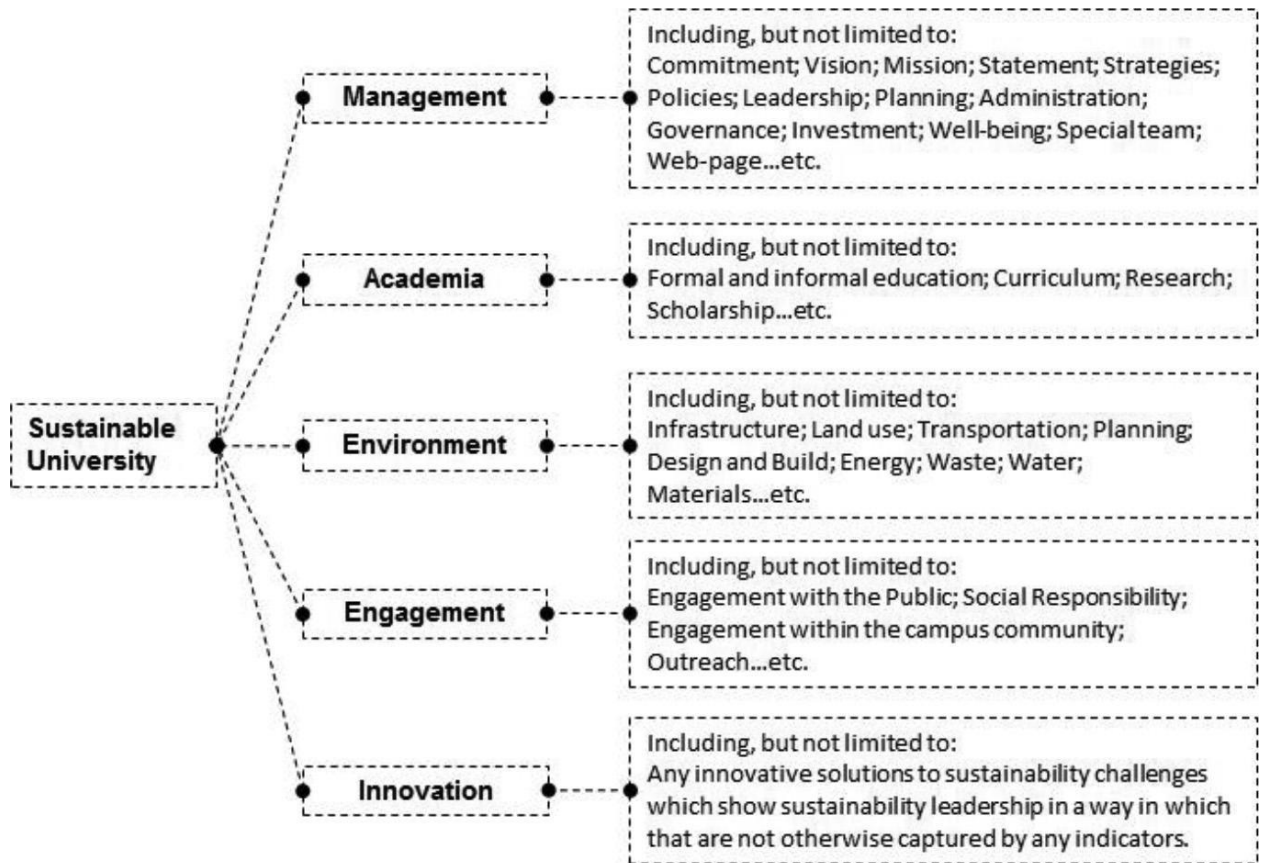 Including, but not limited to:
Commitment; Vision; Mission; Statement; Strategies;
Policies; Leadership; Planning; Administration;
Governance; Investment; Well-being; Special team;
Web-page...etc.
Management
Including, but not limited to:
Formal and informal education; Curriculum; Research;
Scholarship...etc.
Academia
Sustainable
University
Including, but not limited to:
Infrastructure; Land use; Transportation; Planning;
Design and Build; Energy; Waste; Water;
Materials...etc.
Environment
Including, but not limited to:
Engagement with the Public; Social Responsibility;
Engagement within the campus community;
Outreach...etc.
Engagement
Including, but not limited to:
Any innovative solutions to sustainability challenges
which show sustainability leadership in a way in which
that are not otherwise captured by any indicators.
Innovation